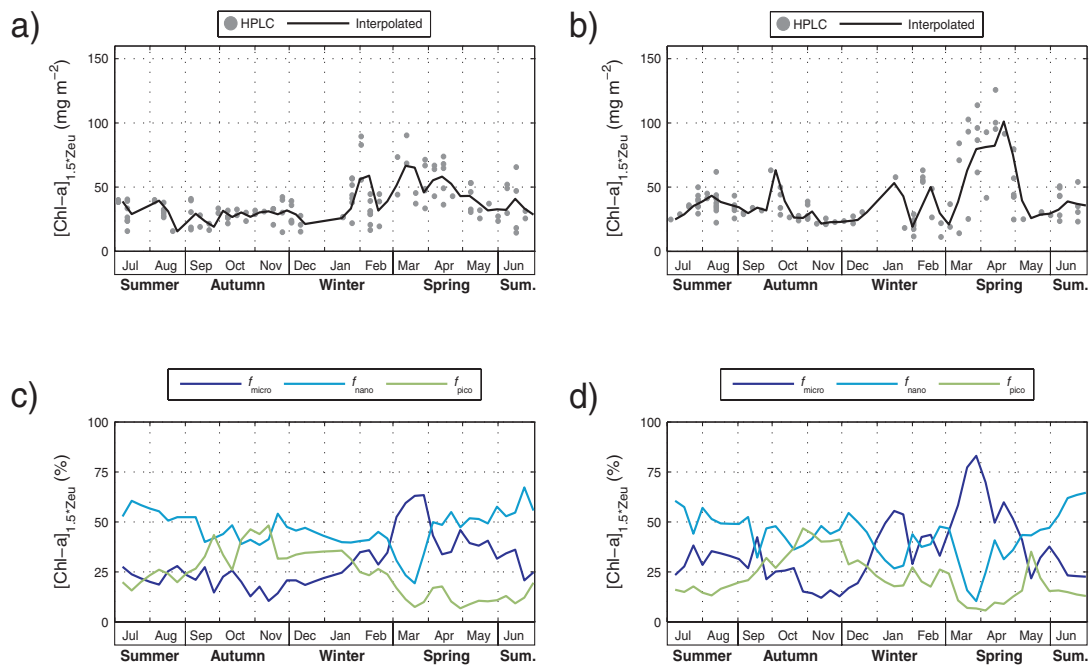 a)
HPLC Interpolated
[Chl–a]1.5*Zeu (mg m−2)
150
100
50
0
Jul Aug Sep Oct Nov Dec Jan Feb Mar Apr May Jun
Summer Autumn Winter Spring Sum.
b)
HPLC Interpolated
[Chl–a]1.5*Zeu (mg m−2)
150
100
50
0
Jul Aug Sep Oct Nov Dec Jan Feb Mar Apr May Jun
Summer Autumn Winter Spring Sum.
c)
fmicro fnano fpico
[Chl–a]1.5*Zeu (%)
100
75
50
25
0
Jul Aug Sep Oct Nov Dec Jan Feb Mar Apr May Jun
Summer Autumn Winter Spring Sum.
d)
fmicro fnano fpico
[Chl–a]1.5*Zeu (%)
100
75
50
25
0
Jul Aug Sep Oct Nov Dec Jan Feb Mar Apr May Jun
Summer Autumn Winter Spring Sum.